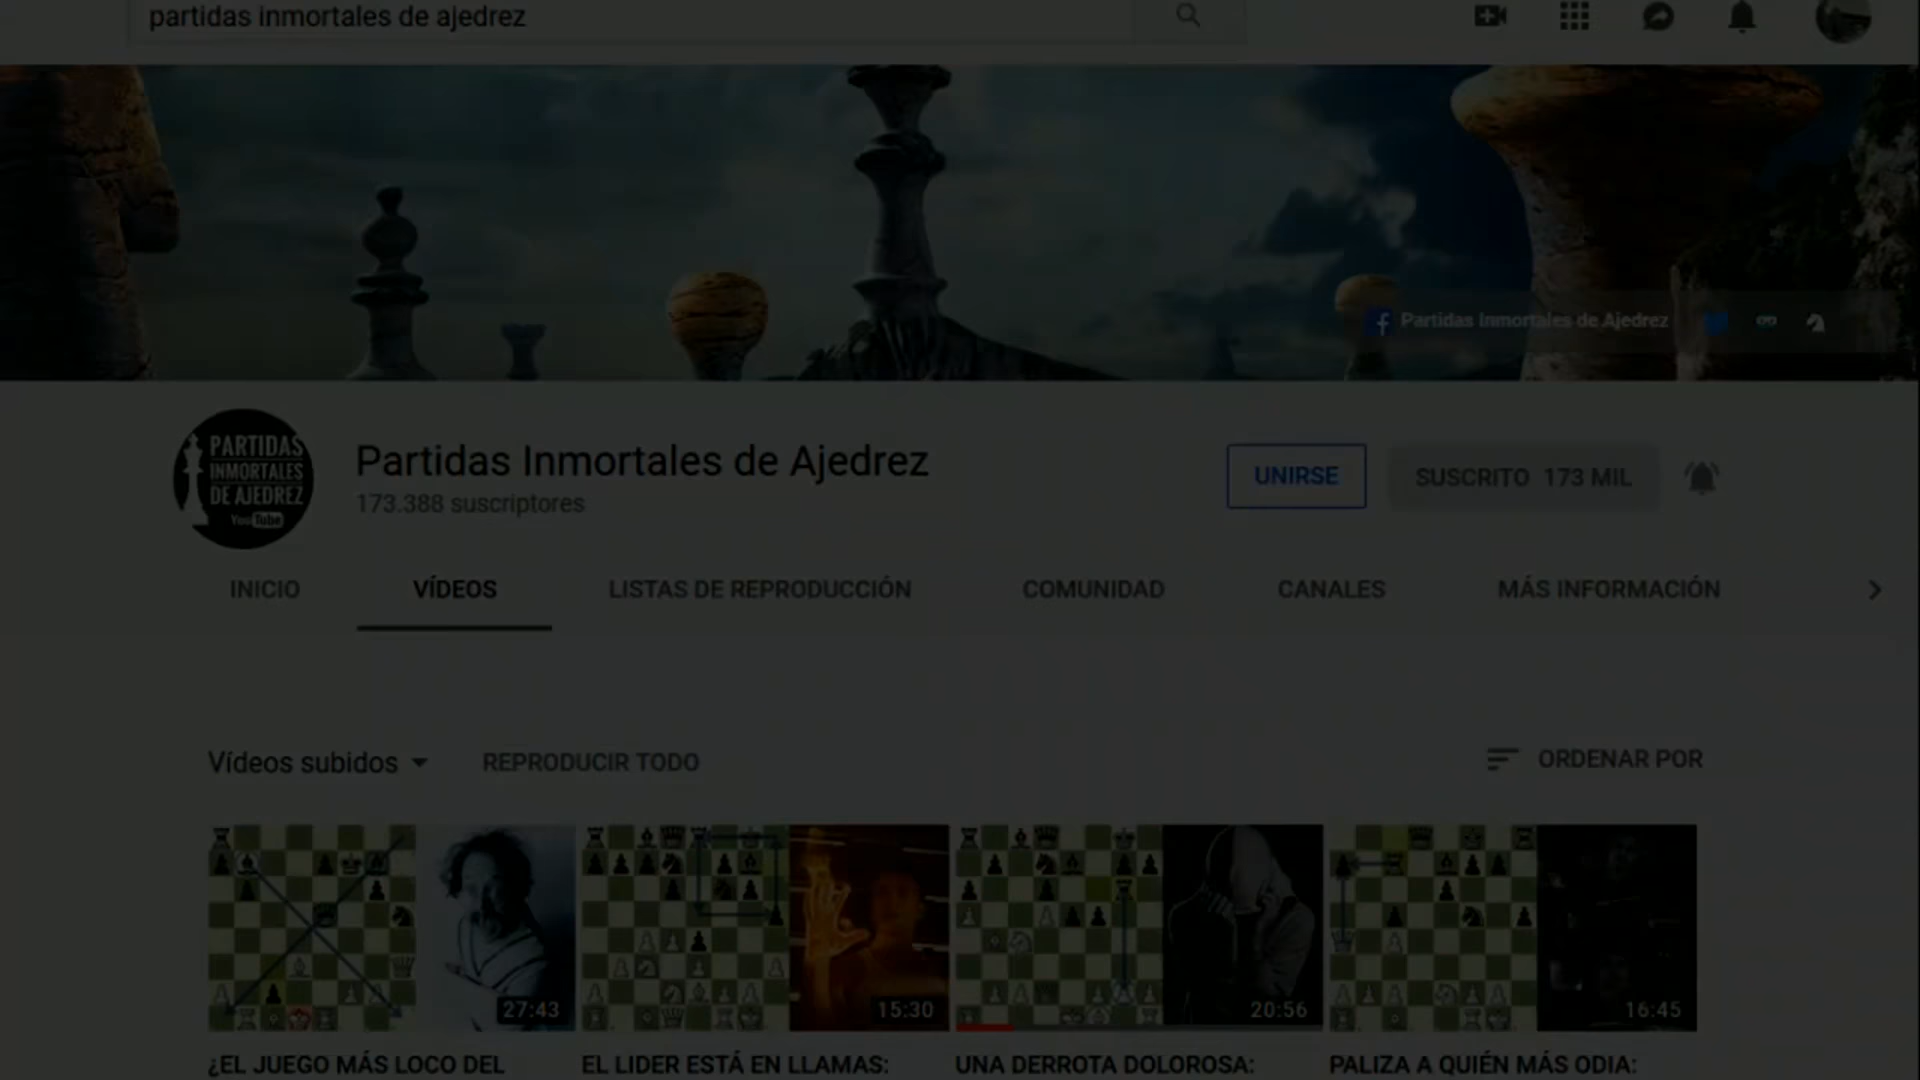 partidas inmortales de ajedrez
Partidas Inmortales de Ajedrez
PARTIDAS
INMORTALES
DE AJEDREZ
YouTube
Partidas Inmortales de Ajedrez
173.388 suscriptores
UNIRSE
SUSCRITO 173 MIL
INICIO
VÍDEOS
LISTAS DE REPRODUCCIÓN
COMUNIDAD
CANALES
MÁS INFORMACIÓN
Vídeos subidos
REPRODUCIR TODO
ORDENAR POR
27:43
15:30
20:56
16:45
¿EL JUEGO MÁS LOCO DEL
EL LIDER ESTÁ EN LLAMAS:
UNA DERROTA DOLOROSA:
PALIZA A QUIÉN MÁS ODIA: